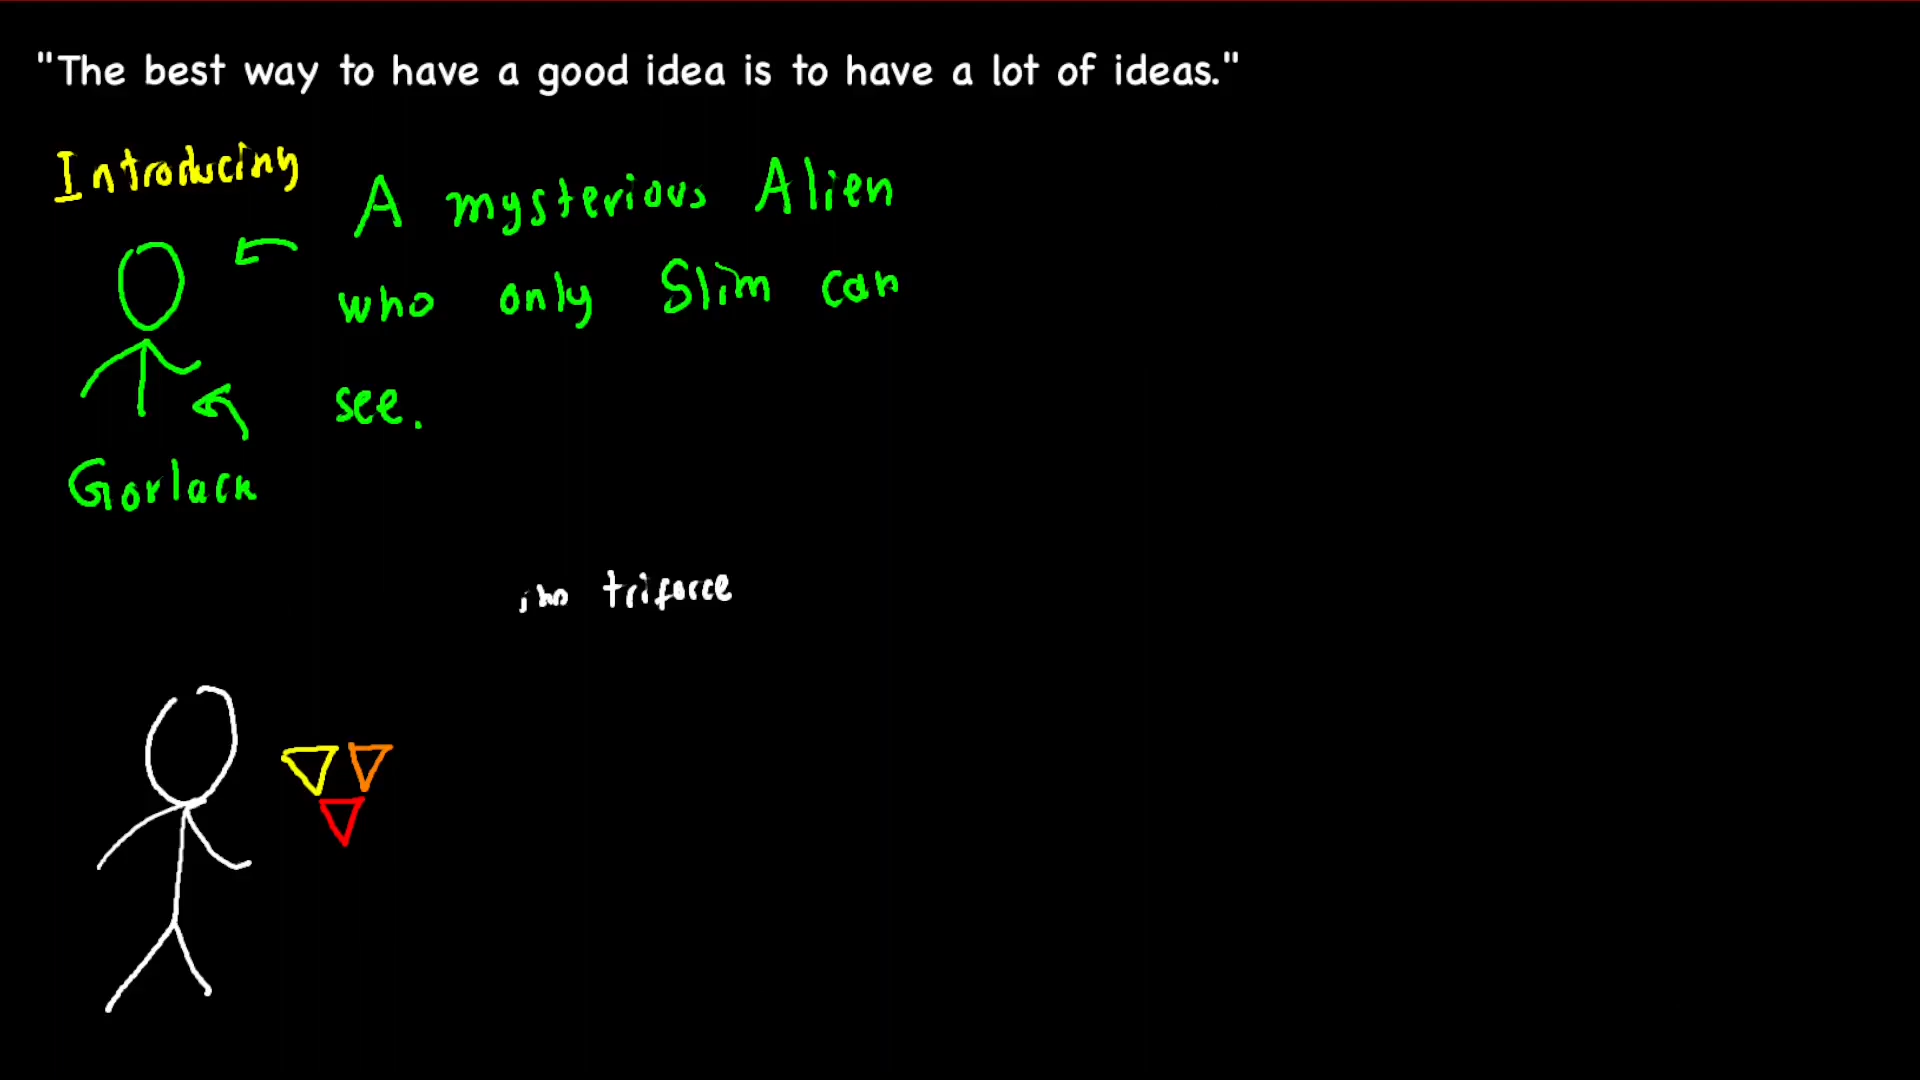 "The best way to have a good idea is to have a lot of ideas."
Introducing
A mysterious Alien
who only Slim can
see.
Gorlack
triforce